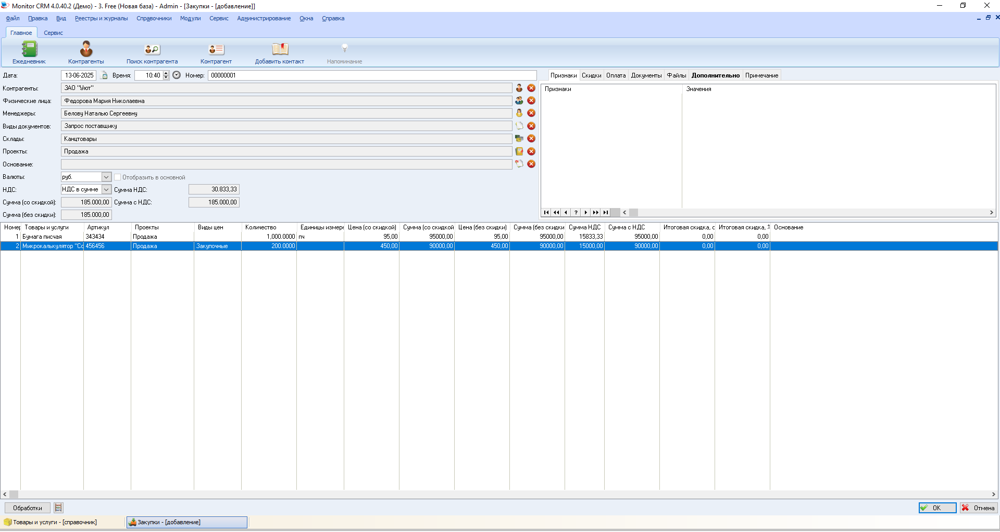 Monitor CRM 4.0.40.2 (Демо) - 3. Free (Новая база) - Admin - [Закупки - [добавление]]
Файл Правка Вид Реестры и журналы Справочники Модули Сервис Администрирование Окна Справка
Главное Сервис
Ежедневник Контрагенты Поиск контрагента Контрагент Добавить контакт Напоминание
Дата: 13-06-2025 Время: 10:40 Номер: 00000001
Контрагенты: ЗАО "Уют"
Физические лица: Федорова Мария Николаевна
Менеджеры: Белову Наталью Сергеевну
Виды документов: Запрос поставщику
Склады: Канцтовары
Проекты: Продажа
Основание:
Валюты: руб. Отобразить в основной
НДС: НДС в сумме Сумма НДС: 30.833,33
Сумма (со скидкой): 185.000,00 Сумма с НДС: 185.000,00
Сумма (без скидки): 185.000,00
Признаки Скидки Оплата Документы Файлы Дополнительно Примечание
Признаки Значения
Номер Товары и услуги Артикул Проекты Виды цен Количество Единицы измере Цена (со скидкой) Сумма (со скидкой Цена (без скидки) Сумма (без скидки Сумма НДС Сумма с НДС Итоговая скидка, с Итоговая скидка, % Основание
1 Бумага писчая 343434 Продажа 1,000.0000 пч 95,00 95000,00 95,00 95000,00 15833,33 95000,00 0,00 0,00
2 Микрокалькулятор "Со 456456 Продажа Закупочные 200.0000 450,00 90000,00 450,00 90000,00 15000,00 90000,00 0,00 0,00
Обработки OK Отмена
Товары и услуги - [справочник] Закупки - [добавление]